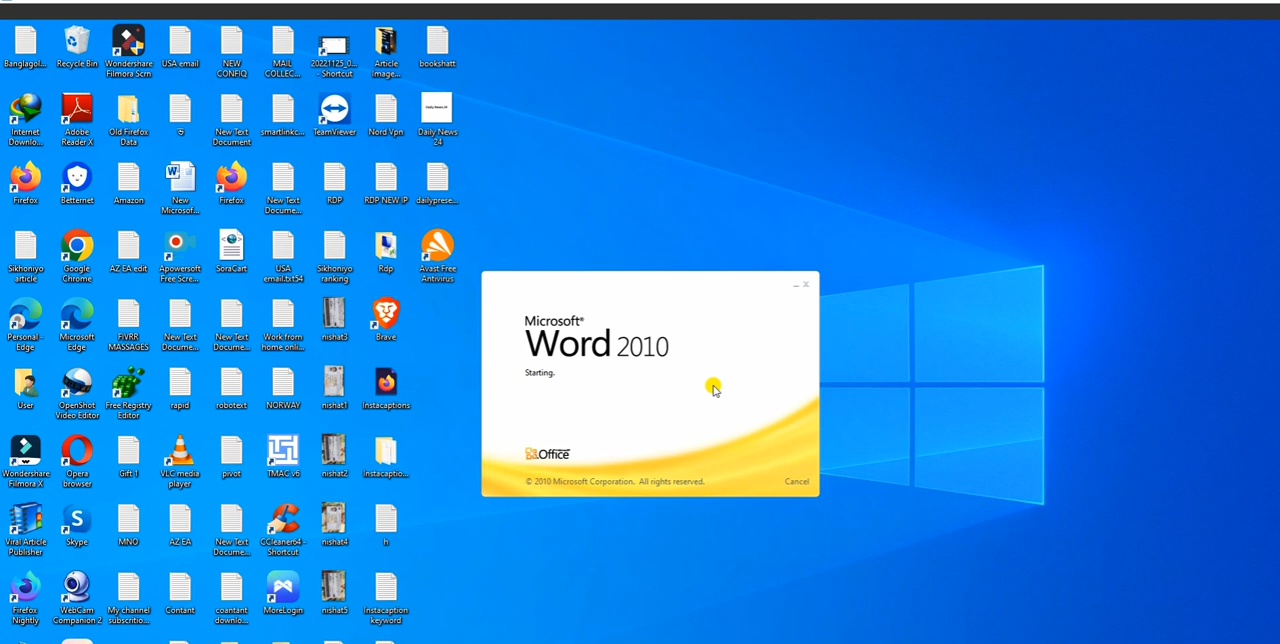 Banglagol...
Recycle Bin
Wondershare
Filmora Scrn
USA email
NEW
CONFIQ
MAIL
COLLEC...
20221125_0...
- Shortcut
Article
Image...
bookshatt
Internet
Downlo...
Adobe
Reader X
Old Firefox
Data
New Text
Document
smartlinkc...
TeamViewer
Nord Vpn
Daily News 24
Daily News
24
Firefox
Betternet
Amazon
New
Microsof...
Firefox
New Text
Docume...
RDP
RDP NEW IP
dailyprese...
Sikhoniyo
article
Google
Chrome
AZ EA edit
Apowersoft
Free Scre...
SoraCart
USA
email.txt54
Sikhoniyo
ranking
Rdp
Avast Free
Antivirus
Personal -
Edge
Microsoft
Edge
FIVRR
MASSAGES
New Text
Docume...
New Text
Docume...
Work from
home onli...
nishat3
Brave
User
OpenShot
Video Editor
Free Registry
Editor
rapid
robotext
NORWAY
nishat1
Instacaptions
Wondershare
Filmora X
Opera
browser
Gift 1
VLC media
player
pivot
TMAC v6
nishat2
Instacaptio...
Viral Article
Publisher
Skype
MNO
AZ EA
New Text
Docume...
CCleaner64 -
Shortcut
nishat4
h
Firefox
Nightly
WebCam
Companion 2
My channel
subscritio...
Contant
coantant
downlo...
MoreLogin
nishat5
Instacaption
keyword
Microsoft®
Word 2010
Starting.
Office
© 2010 Microsoft Corporation. All rights reserved.
Cancel